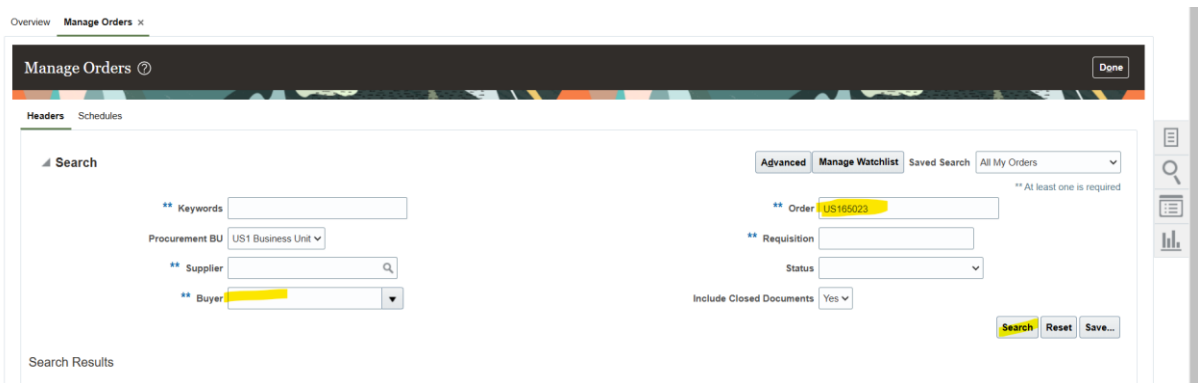 Overview Manage Orders ×
Manage Orders ? Done
Headers Schedules
Search Advanced Manage Watchlist Saved Search All My Orders
** At least one is required
** Keywords ** Order US165023
Procurement BU US1 Business Unit ** Requisition
** Supplier Status
** Buyer Include Closed Documents Yes
Search Reset Save...
Search Results